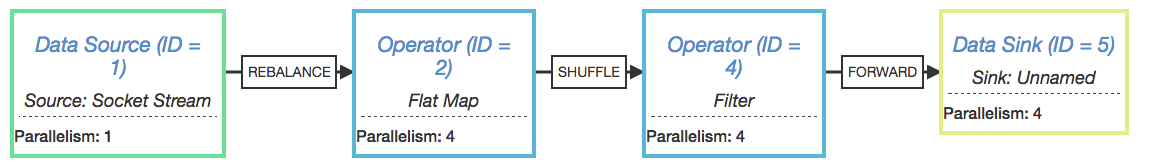 Data Source (ID =
1)
Source: Socket Stream
Parallelism: 1
REBALANCE
Operator (ID =
2)
Flat Map
Parallelism: 4
SHUFFLE
Operator (ID =
4)
Filter
Parallelism: 4
FORWARD
Data Sink (ID = 5)
Sink: Unnamed
Parallelism: 4